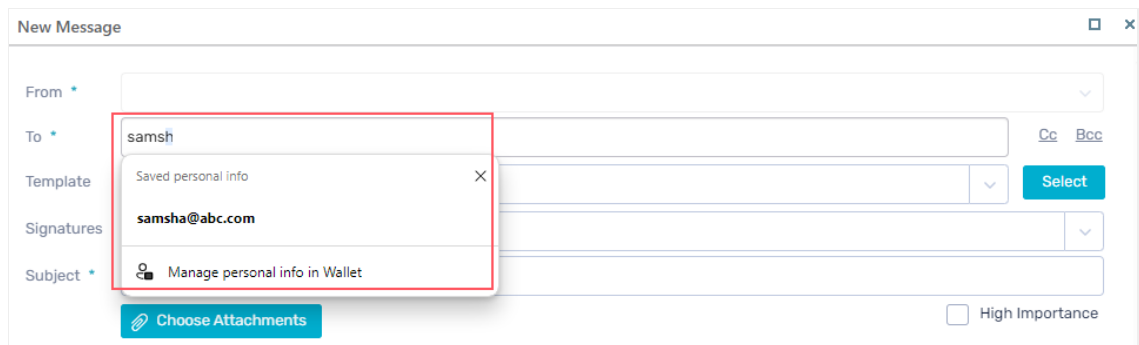 New Message
From *
To *
samsh
Cc Bcc
Saved personal info
Template
Select
samsha@abc.com
Signatures
Manage personal info in Wallet
Subject *
Choose Attachments
High Importance